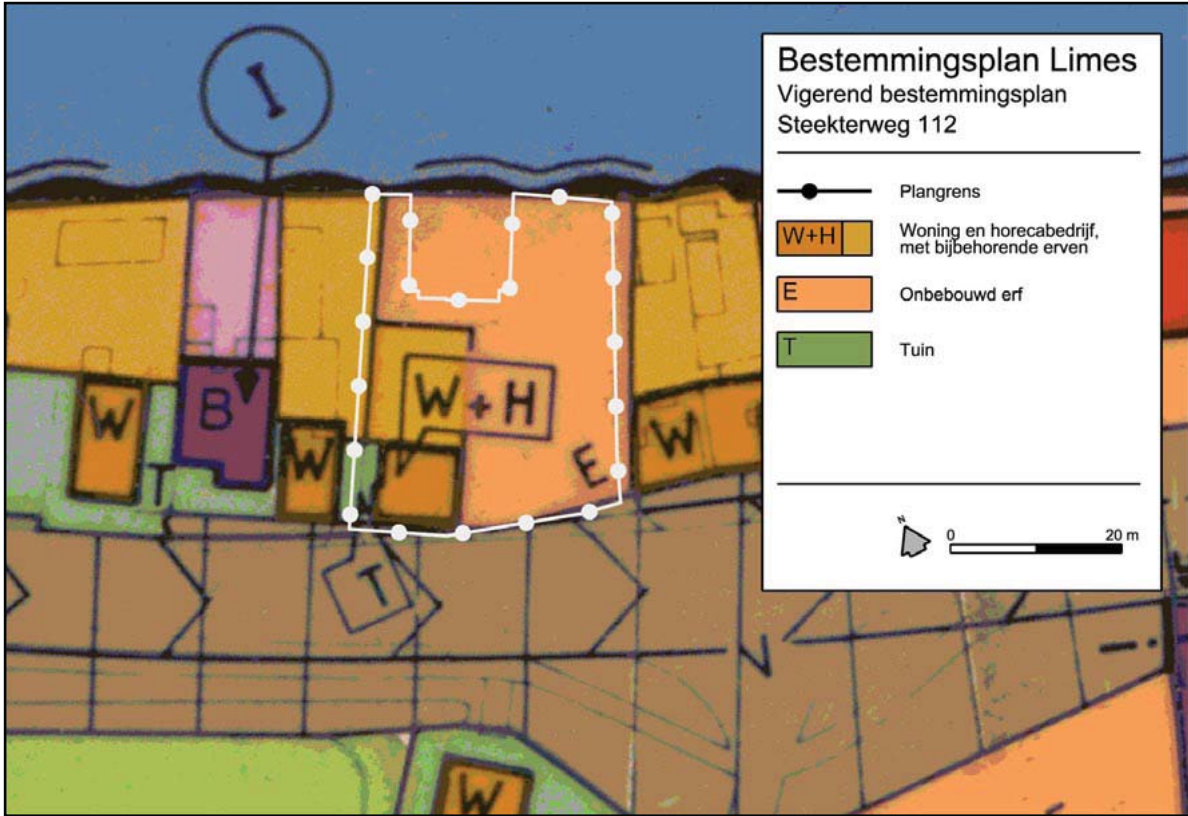 Bestemmingsplan Limes
Vigerend bestemmingsplan
Steekterweg 112
Plangrens
W+H
Woning en horecabedrijf,
met bijbehorende erven
E
Onbebouwd erf
T
Tuin
N
0
20 m
I
W
B
T
W
W+H
E
W
T
V
W